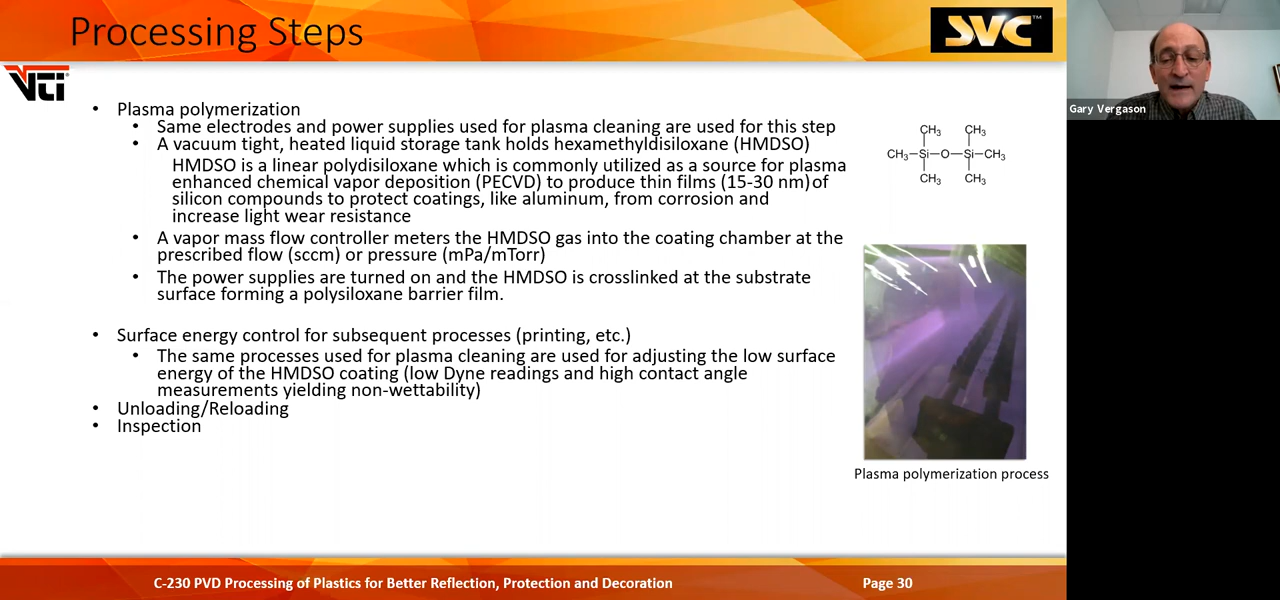 Processing Steps
SVC™
VTI
Gary Vergason
• Plasma polymerization
• Same electrodes and power supplies used for plasma cleaning are used for this step
• A vacuum tight, heated liquid storage tank holds hexamethyldisiloxane (HMDSO)
HMDSO is a linear polydisiloxane which is commonly utilized as a source for plasma
enhanced chemical vapor deposition (PECVD) to produce thin films (15-30 nm) of
silicon compounds to protect coatings, like aluminum, from corrosion and
increase light wear resistance
• A vapor mass flow controller meters the HMDSO gas into the coating chamber at the
prescribed flow (sccm) or pressure (mPa/mTorr)
• The power supplies are turned on and the HMDSO is crosslinked at the substrate
surface forming a polysiloxane barrier film.
• Surface energy control for subsequent processes (printing, etc.)
• The same processes used for plasma cleaning are used for adjusting the low surface
energy of the HMDSO coating (low Dyne readings and high contact angle
measurements yielding non-wettability)
• Unloading/Reloading
• Inspection
CH3 CH3
CH3—Si—O—Si—CH3
CH3 CH3
Plasma polymerization process
C-230 PVD Processing of Plastics for Better Reflection, Protection and Decoration
Page 30